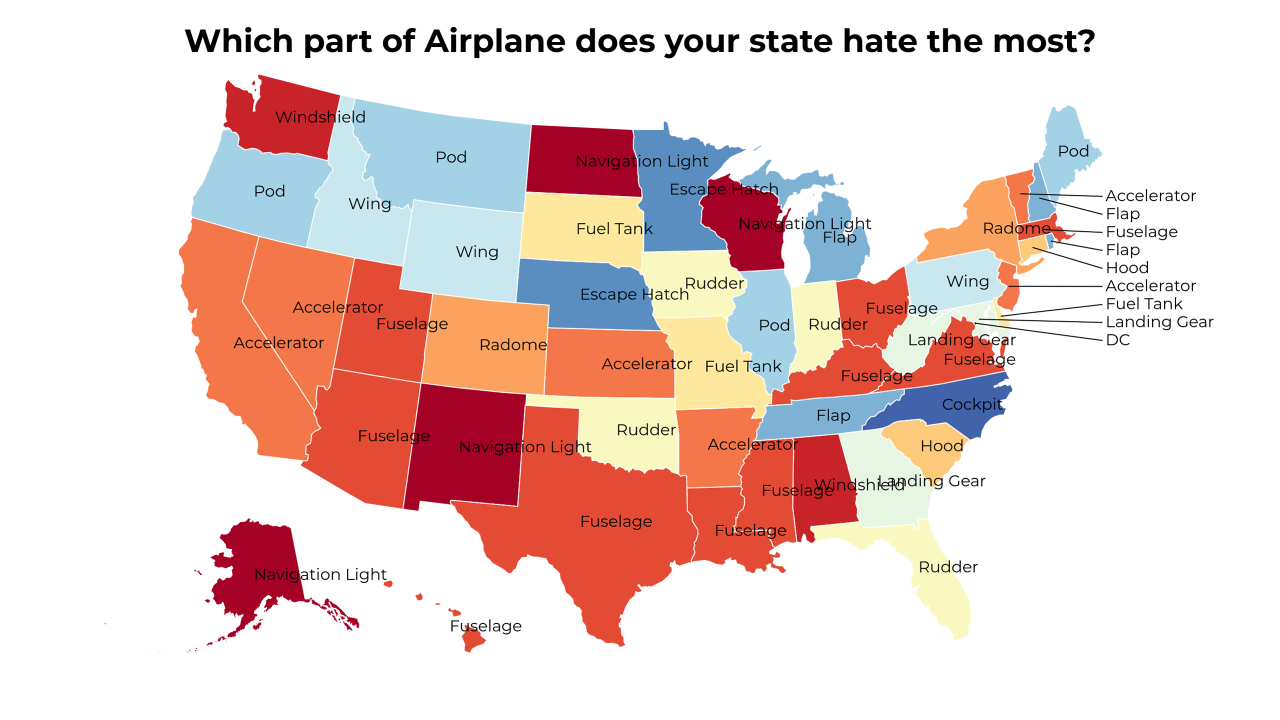 Which part of Airplane does your state hate the most?
Windshield
Pod
Navigation Light
Pod
Escape Hatch
Pod
Wing
Navigation Light
Accelerator
Flap
Radome
Fuselage
Fuel Tank
Flap
Flap
Wing
Hood
Wing
Rudder
Accelerator
Escape Hatch
Fuel Tank
Accelerator
Fuselage
Landing Gear
Fuselage
Pod
Rudder
Landing Gear
DC
Accelerator
Radome
Fuselage
Accelerator
Fuel Tank
Fuselage
Cockpit
Flap
Rudder
Fuselage
Navigation Light
Accelerator
Hood
Landing Gear
Windshield
Fuselage
Fuselage
Fuselage
Rudder
Navigation Light
Fuselage